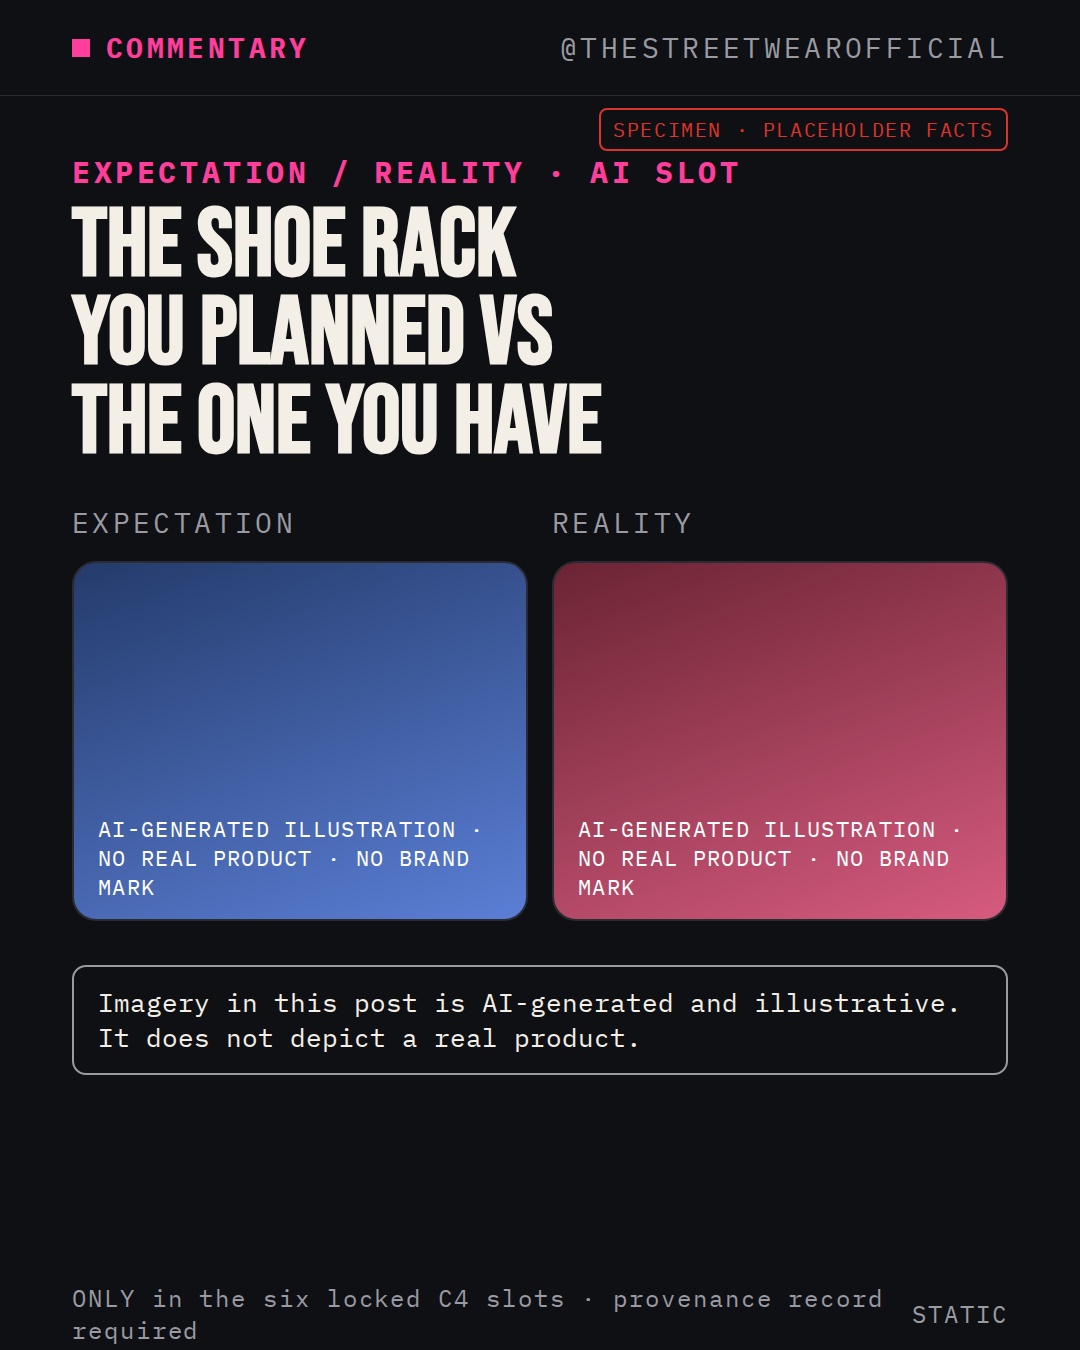 COMMENTARY
@THESTREETWEAROFFICIAL
SPECIMEN · PLACEHOLDER FACTS
EXPECTATION / REALITY · AI SLOT
THE SHOE RACK
YOU PLANNED VS
THE ONE YOU HAVE
EXPECTATION
AI-GENERATED ILLUSTRATION ·
NO REAL PRODUCT · NO BRAND
MARK
REALITY
AI-GENERATED ILLUSTRATION ·
NO REAL PRODUCT · NO BRAND
MARK
Imagery in this post is AI-generated and illustrative.
It does not depict a real product.
ONLY in the six locked C4 slots · provenance record
required
STATIC